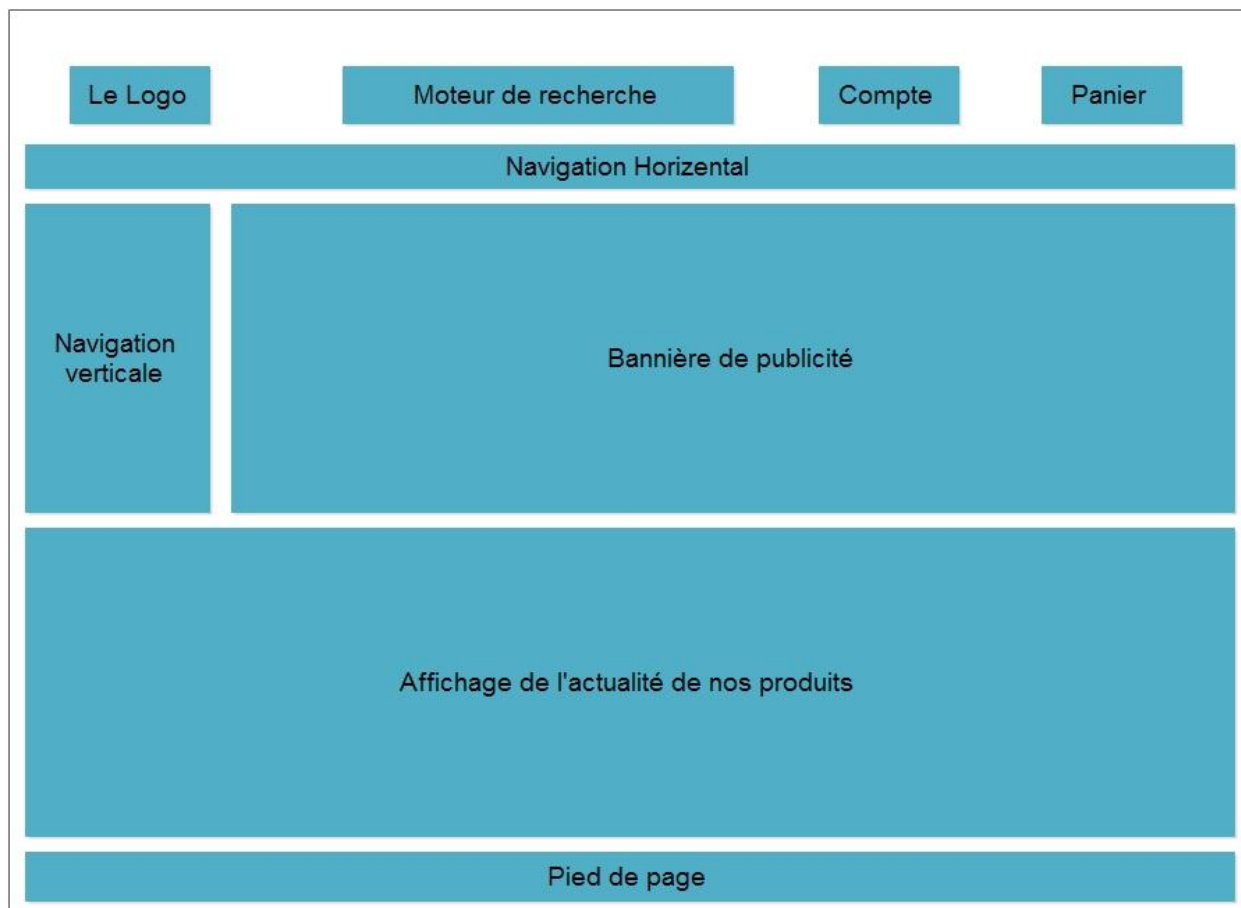 Le Logo
Moteur de recherche
Compte
Panier
Navigation Horizental
Navigation
verticale
Bannière de publicité
Affichage de l'actualité de nos produits
Pied de page